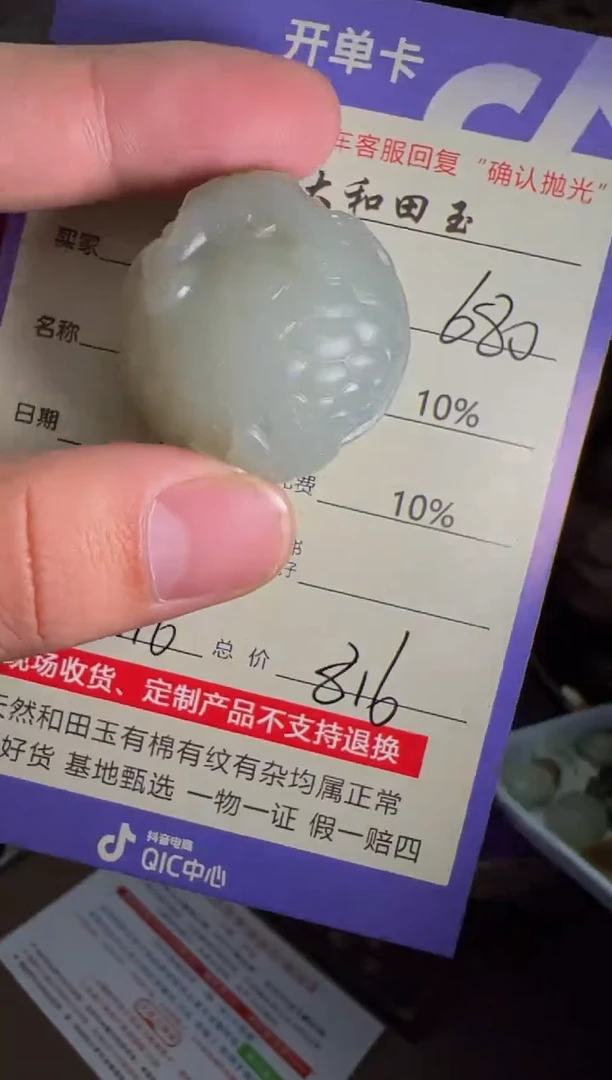 开单卡
车客服回复“确认抛光”
大和田玉
买家
680
名称
10%
日期
费
10%
总价 816
现场收货、定制产品不支持退换
天然和田玉有棉有纹有杂均属正常
好货 基地甄选 一物一证 假一赔四
抖音电商
QIC中心